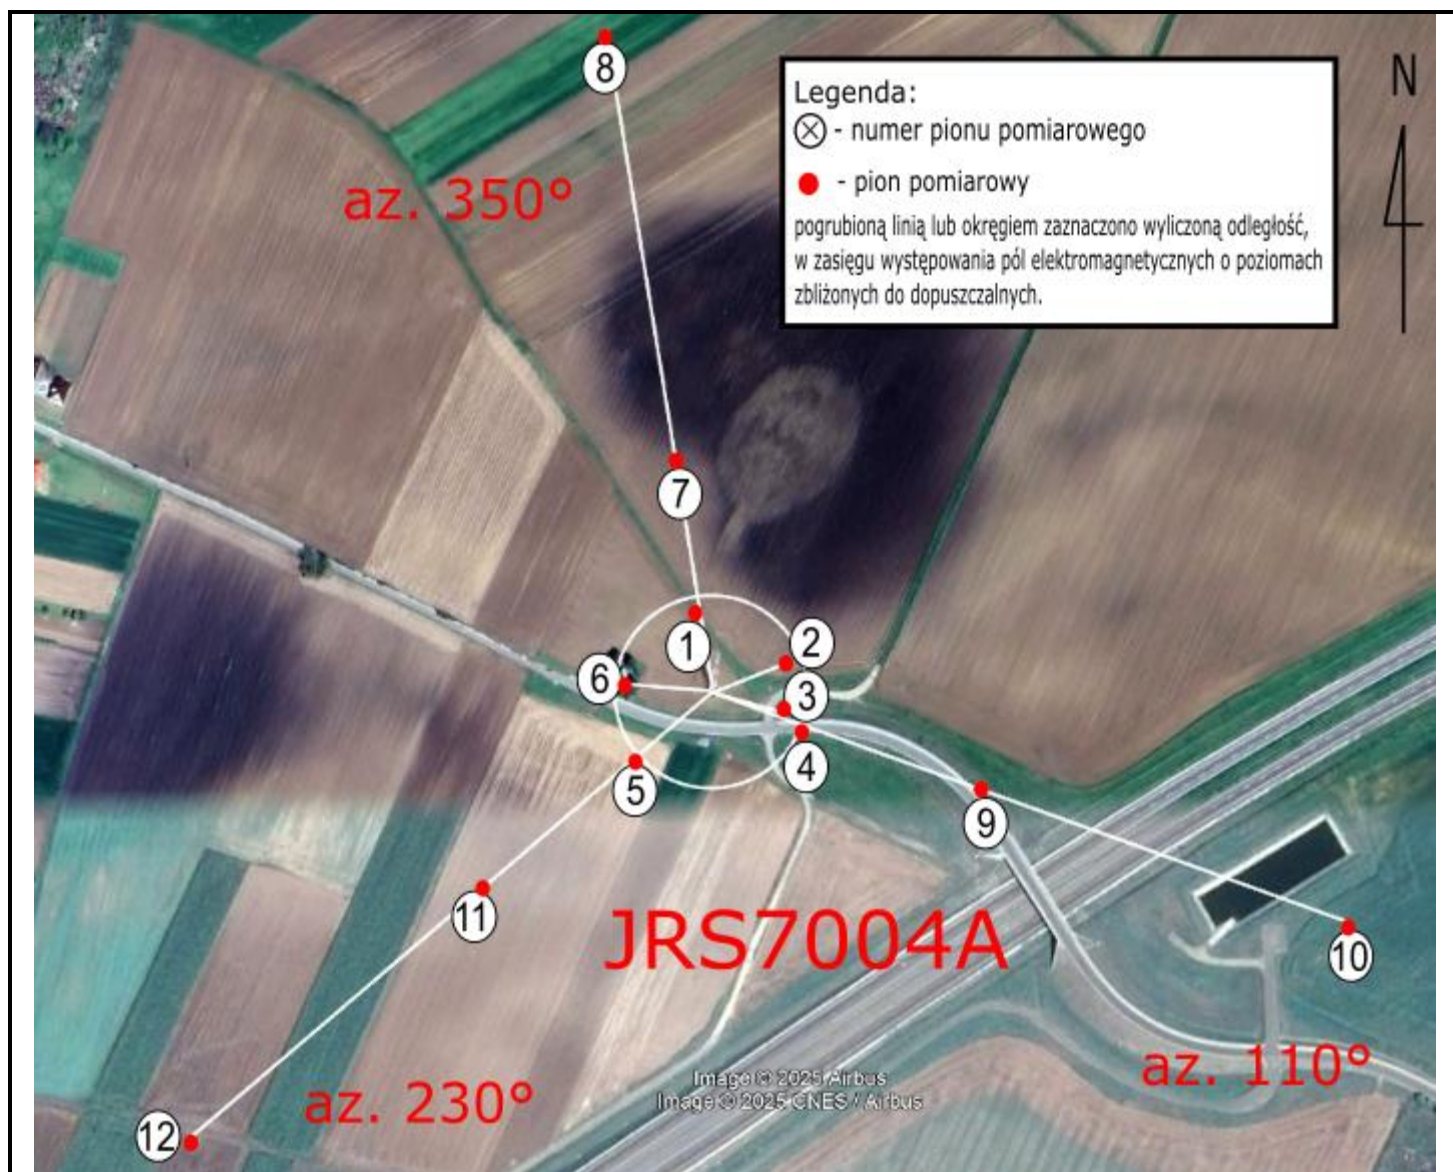 8
N
Legenda:
- numer pionu pomiarowego
- pion pomiarowy
pogrubioną linią lub okręgiem zaznaczono wyliczoną odległość,
w zasięgu występowania pól elektromagnetycznych o poziomach
zbliżonych do dopuszczalnych.
az. 350°
7
1
2
6
3
4
5
9
11
JRS7004A
10
az. 110°
Image © 2025 Airbus
az. 230°
Image © 2025 CNES / Airbus
12